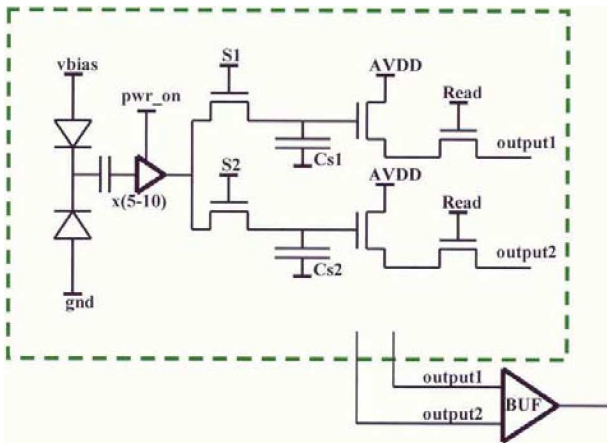 vbias
S1
pwr_on
AVDD
Read
Cs1
output1
S2
AVDD
x(5-10)
Read
Cs2
output2
gnd
output1
output2
BUF